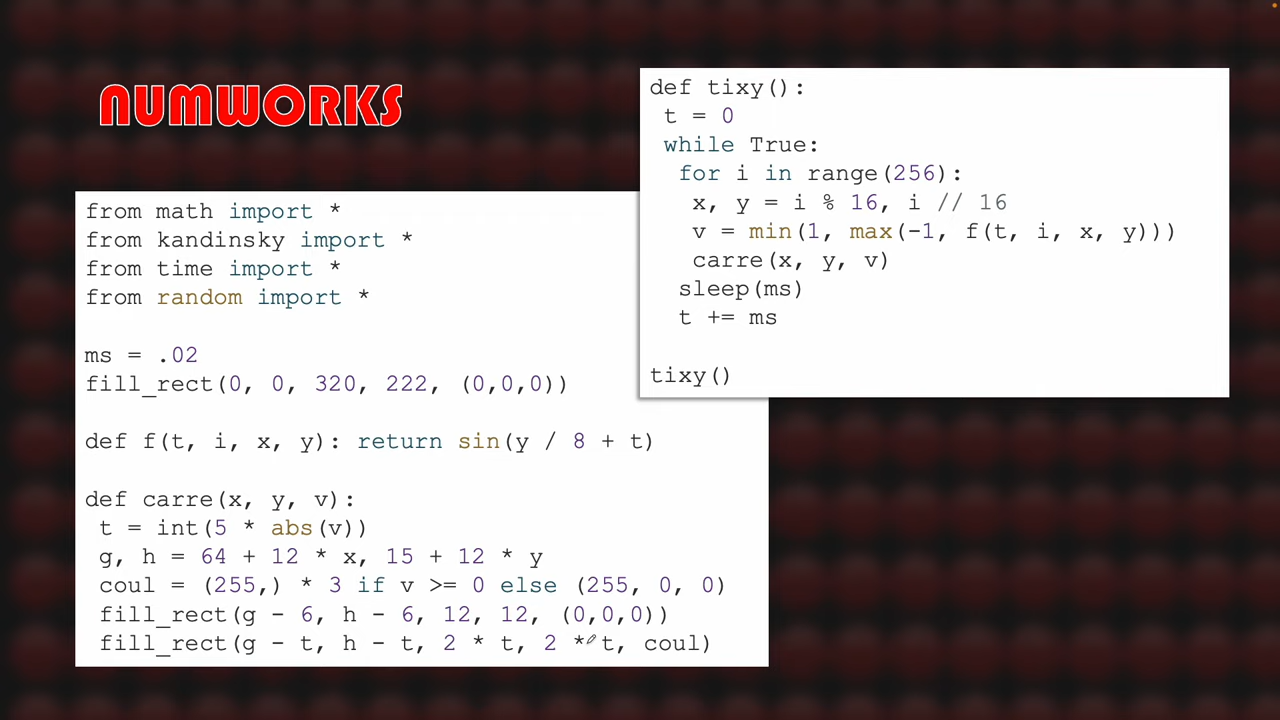 NUMWORKS
from math import *
from kandinsky import *
from time import *
from random import *
ms = .02
fill_rect(0, 0, 320, 222, (0,0,0))
def f(t, i, x, y): return sin(y / 8 + t)
def carre(x, y, v):
 t = int(5 * abs(v))
 g, h = 64 + 12 * x, 15 + 12 * y
 coul = (255,) * 3 if v >= 0 else (255, 0, 0)
 fill_rect(g - 6, h - 6, 12, 12, (0,0,0))
 fill_rect(g - t, h - t, 2 * t, 2 * t, coul)
def tixy():
 t = 0
 while True:
  for i in range(256):
   x, y = i % 16, i // 16
   v = min(1, max(-1, f(t, i, x, y)))
   carre(x, y, v)
  sleep(ms)
  t += ms
tixy()